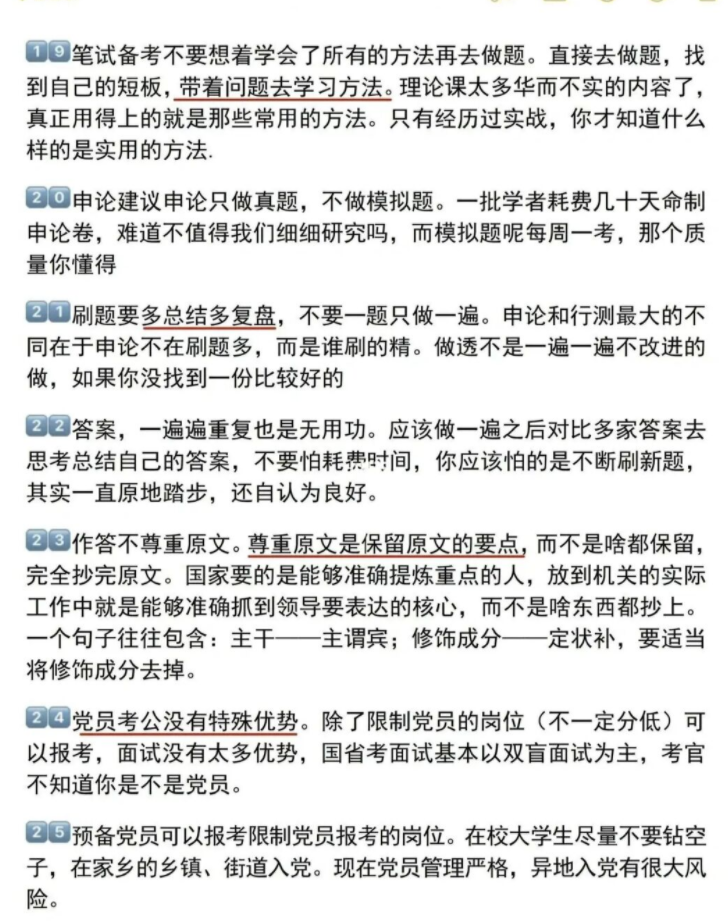 19笔试备考不要想着学会了所有的方法再去做题。直接去做题，找
到自己的短板，带着问题去学习方法。理论课太多华而不实的内容了，
真正用得上的就是那些常用的方法。只有经历过实战，你才知道什么
样的是实用的方法.
20申论建议申论只做真题，不做模拟题。一批学者耗费几十天命制
申论卷，难道不值得我们细细研究吗，而模拟题呢每周一考，那个质
量你懂得
21刷题要多总结多复盘，不要一题只做一遍。申论和行测最大的不
同在于申论不在刷题多，而是谁刷的精。做透不是一遍一遍不改进的
做，如果你没找到一份比较好的
22答案，一遍遍重复也是无用功。应该做一遍之后对比多家答案去
思考总结自己的答案，不要怕耗费时间，你应该怕的是不断刷新题，
其实一直原地踏步，还自认为良好。
23作答不尊重原文。尊重原文是保留原文的要点，而不是啥都保留，
完全抄完原文。国家要的是能够准确提炼重点的人，放到机关的实际
工作中就是能够准确抓到领导要表达的核心，而不是啥东西都抄上。
一个句子往往包含：主干——主谓宾；修饰成分——定状补，要适当
将修饰成分去掉。
24党员考公没有特殊优势。除了限制党员的岗位（不一定分低）可
以报考，面试没有太多优势，国省考面试基本以双盲面试为主，考官
不知道你是不是党员。
25预备党员可以报考限制党员报考的岗位。在校大学生尽量不要钻空
子，在家乡的乡镇、街道入党。现在党员管理严格，异地入党有很大风
险。